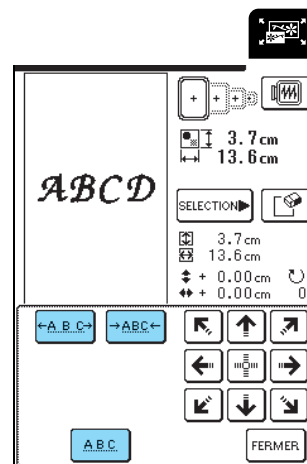 3.7cm
13.6cm
ABCD
SELECTION
3.7cm
13.6cm
+ 0.00cm
+ 0.00cm 0
A B C
ABC
ABC
FERMER